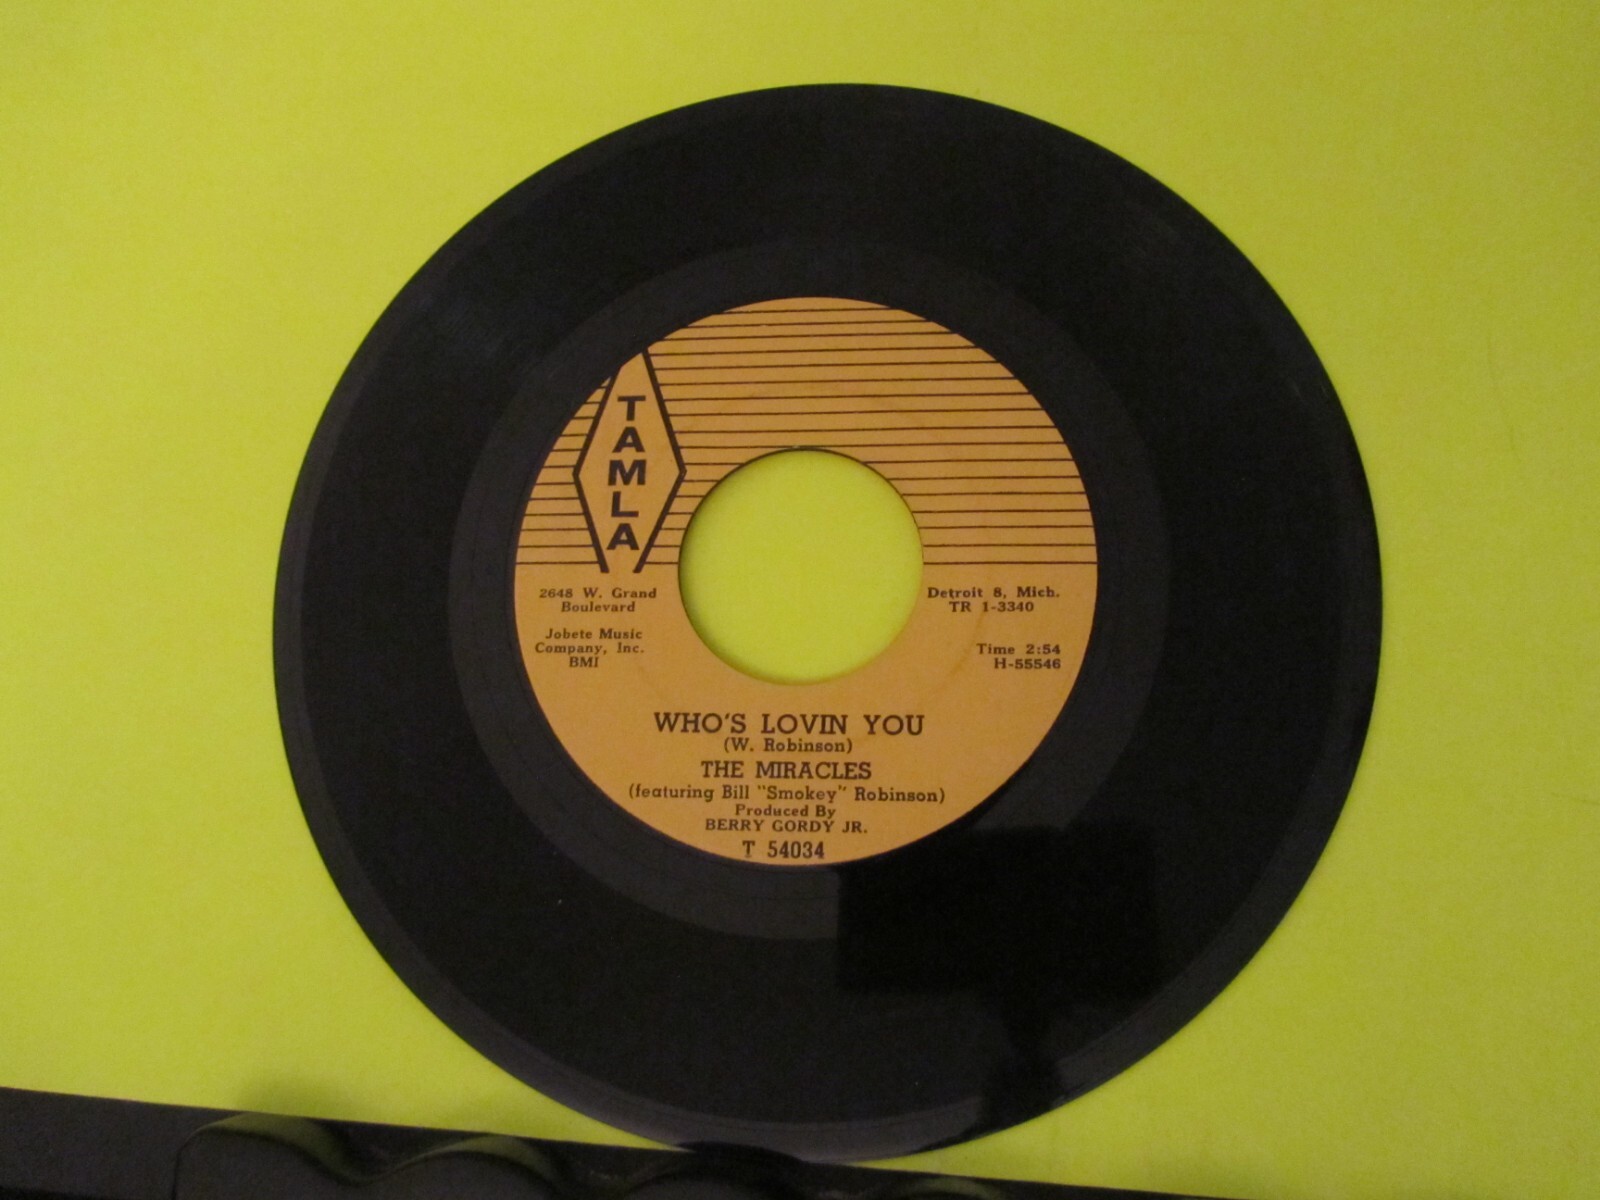 TAMLA
2648 W. Grand
Boulevard
Jobete Music
Company, Inc.
BMI
Detroit 8, Mich.
TR 1-3340
Time 2:54
H-55546
WHO'S LOVIN YOU
(W. Robinson)
THE MIRACLES
(featuring Bill "Smokey" Robinson)
Produced By
BERRY GORDY JR.
T 54034